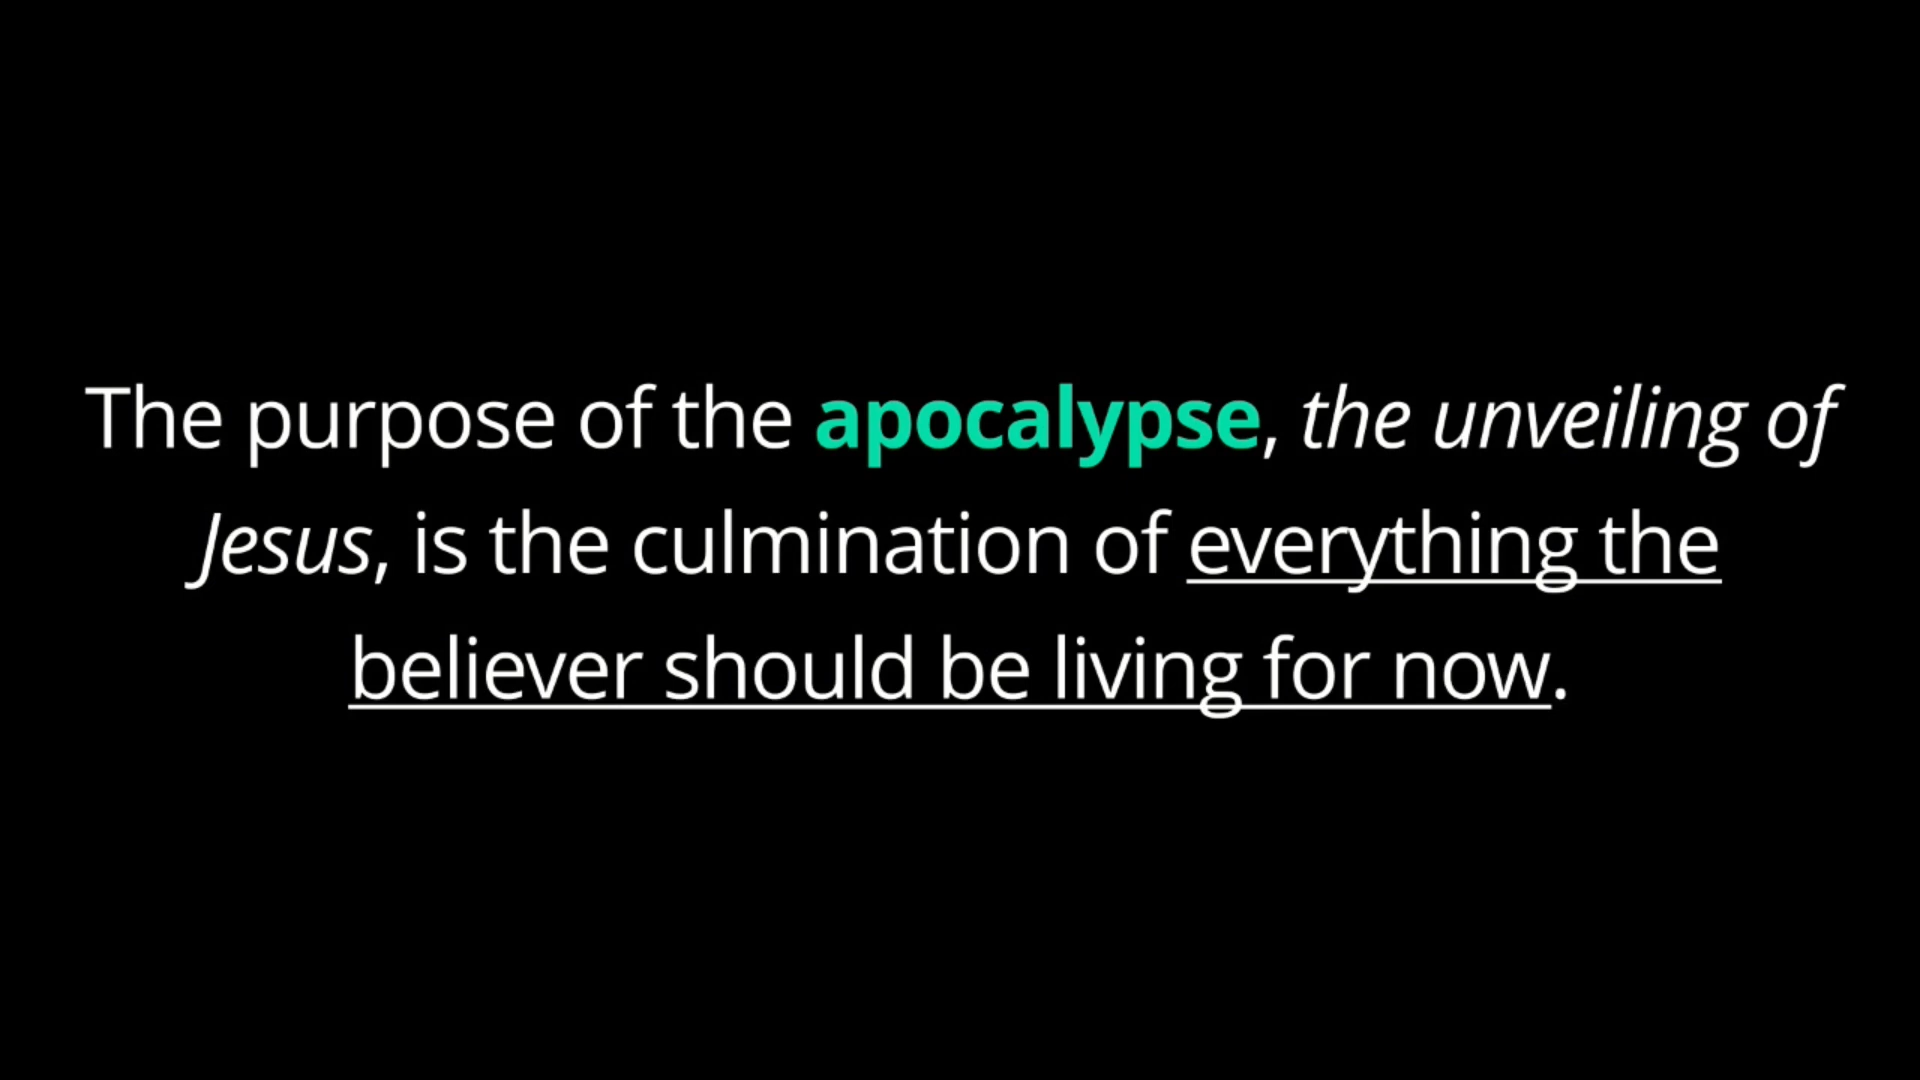 The purpose of the apocalypse, the unveiling of
Jesus, is the culmination of everything the
believer should be living for now.